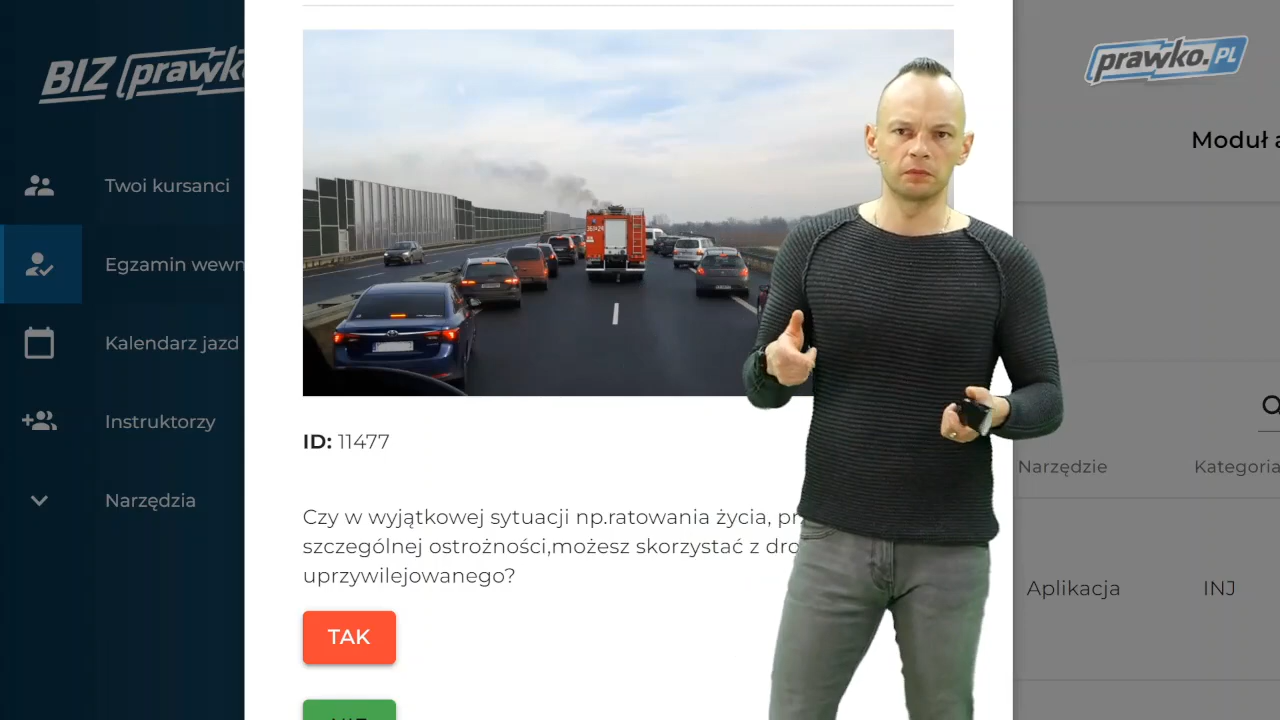 BIZ prawk
prawko.PL
Moduł a
Twoi kursanci
Egzamin wewn
Kalendarz jazd
Instruktorzy
Narzędzia
ID: 11477
Czy w wyjątkowej sytuacji np.ratowania życia, pr
szczególnej ostrożności,możesz skorzystać z dro
uprzywilejowanego?
TAK
Narzędzie
Kategoria
Aplikacja
INJ